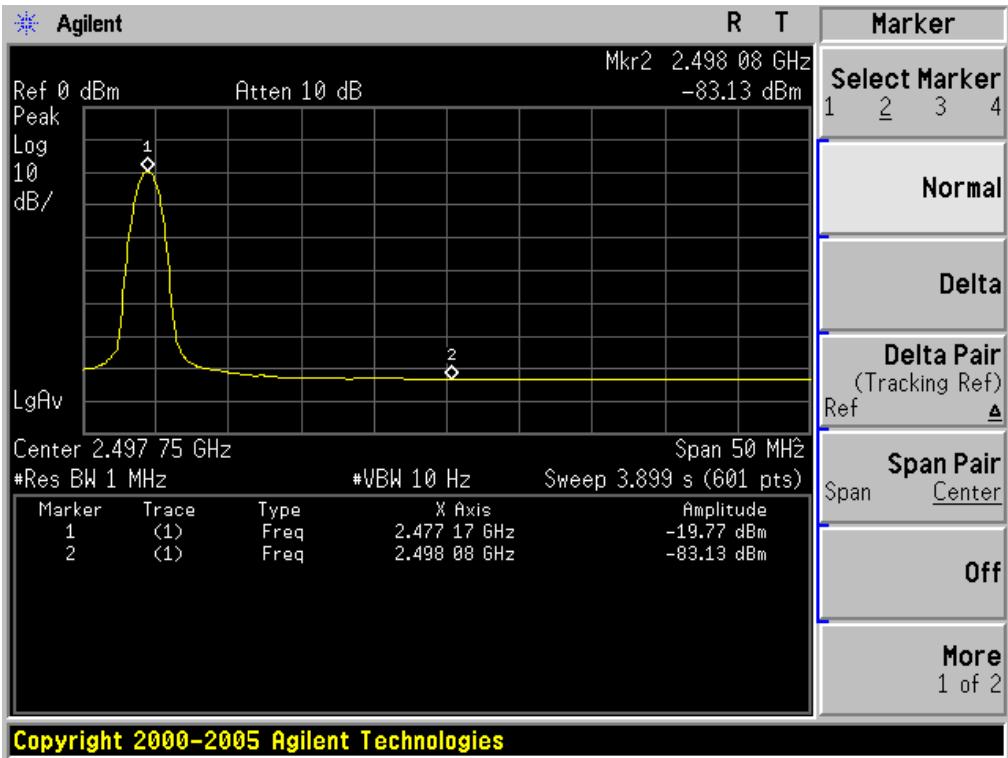 Agilent R T
Mkr2 2.498 08 GHz
Ref 0 dBm Atten 10 dB -83.13 dBm
Peak
Log
10
dB/
1
2
LgAv
Center 2.497 75 GHz Span 50 MHz
#Res BW 1 MHz #VBW 10 Hz Sweep 3.899 s (601 pts)
Marker Trace Type X Axis Amplitude
1 (1) Freq 2.477 17 GHz -19.77 dBm
2 (1) Freq 2.498 08 GHz -83.13 dBm
Copyright 2000-2005 Agilent Technologies
Marker
Select Marker
1 2 3 4
Normal
Delta
Delta Pair
(Tracking Ref)
Ref Δ
Span Pair
Span Center
Off
More
1 of 2